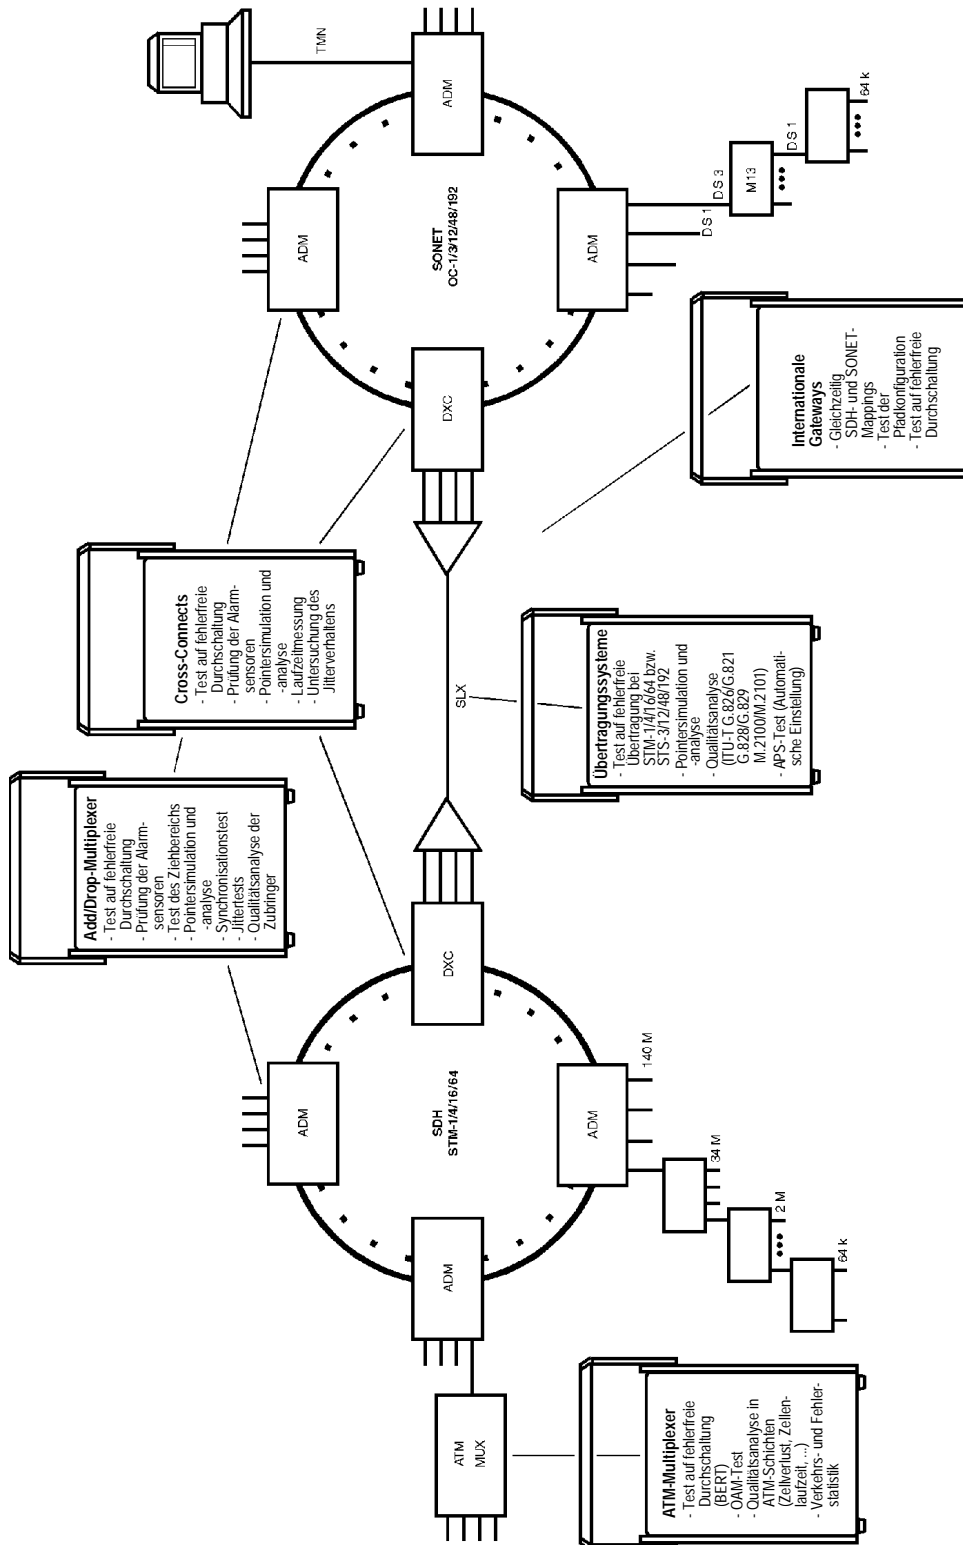 TMN
ADM
ADM
SONET
OC-1/3/12/48/192
DXC
ADM
DS1
DS3
M13
DS1
64 k
Cross-Connects
- Test auf fehlerfreie
Durchschaltung
- Prüfung der Alarm-
sensoren
- Pointersimulation und
-analyse
- Laufzeitmessung
- Untersuchung des
Jitterverhaltens
Internationale
Gateways
- Gleichzeitig
SDH- und SONET-
Mappings
- Test der
Pfadkonfiguration
- Test auf fehlerfreie
Durchschaltung
SLX
Übertragungssysteme
- Test auf fehlerfreie
Übertragung bei
STM-1/4/16/64 bzw.
STS-3/12/48/192
- Pointersimulation und
-analyse
- Qualitätsanalyse
(ITU-T G.826/G.821
G.828/G.829
M.2100/M.2101)
- APS-Test (Automati-
sche Einstellung)
Add/Drop-Multiplexer
- Test auf fehlerfreie
Durchschaltung
- Prüfung der Alarm-
sensoren
- Test des Ziehbereichs
- Pointersimulation und
-analyse
- Synchronisationstest
- Jittertests
- Qualitätsanalyse der
Zubringer
DXC
ADM
SDH
STM-1/4/16/64
ADM
ADM
140 M
34 M
2 M
64 k
ATM
MUX
ATM-Multiplexer
- Test auf fehlerfreie
Durchschaltung
(BERT)
- OAM-Test
- Qualitätsanalyse in
ATM-Schichten
(Zellverlust, Zellen-
laufzeit, ...)
- Verkehrs- und Fehler-
statistik